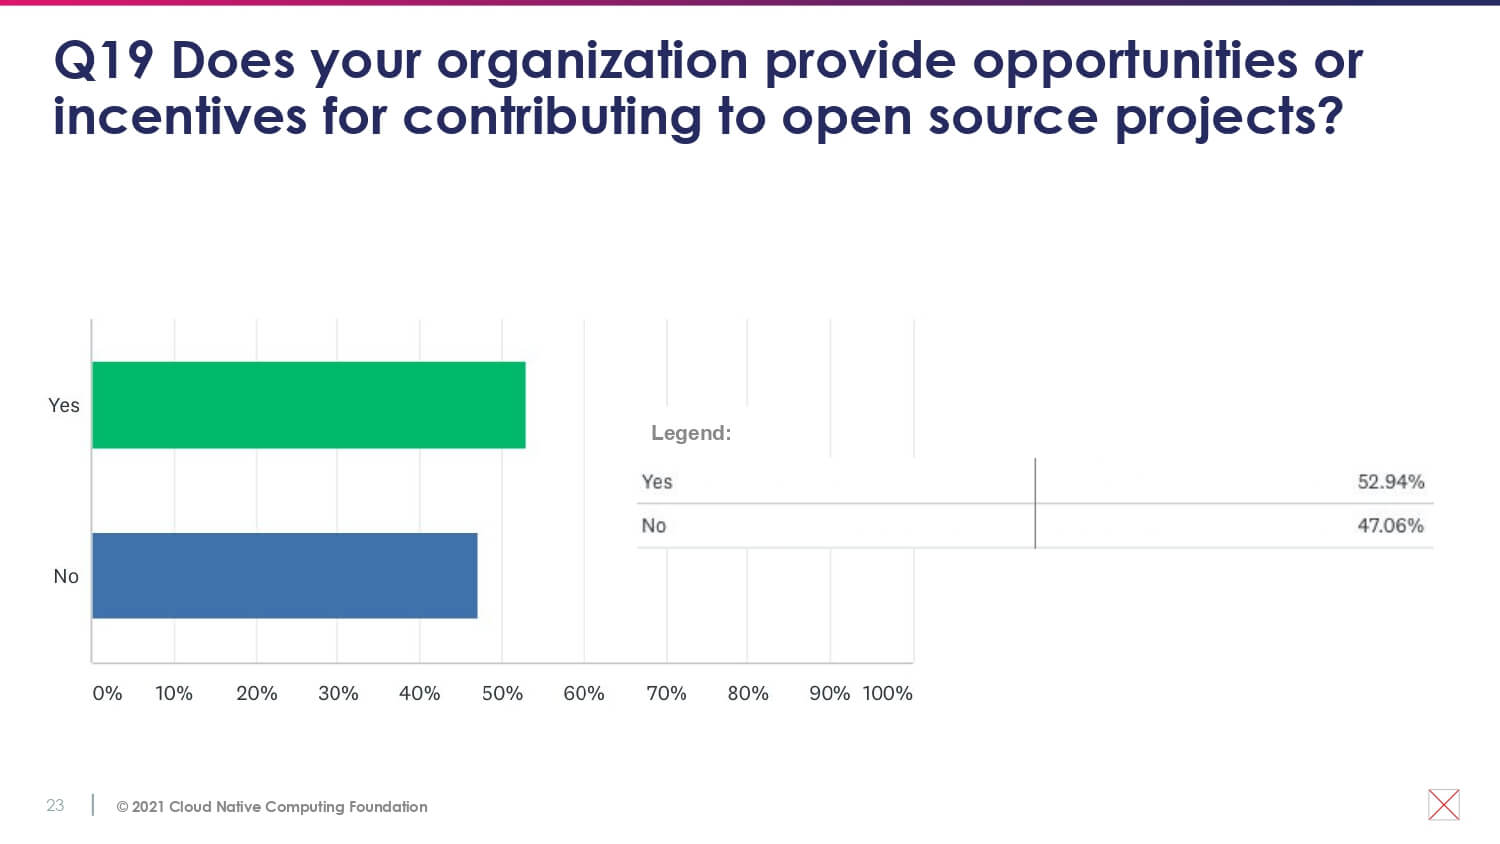 Q19 Does your organization provide opportunities or
incentives for contributing to open source projects?
Yes
No
Legend:
Yes 52.94%
No 47.06%
0% 10% 20% 30% 40% 50% 60% 70% 80% 90% 100%
23 © 2021 Cloud Native Computing Foundation